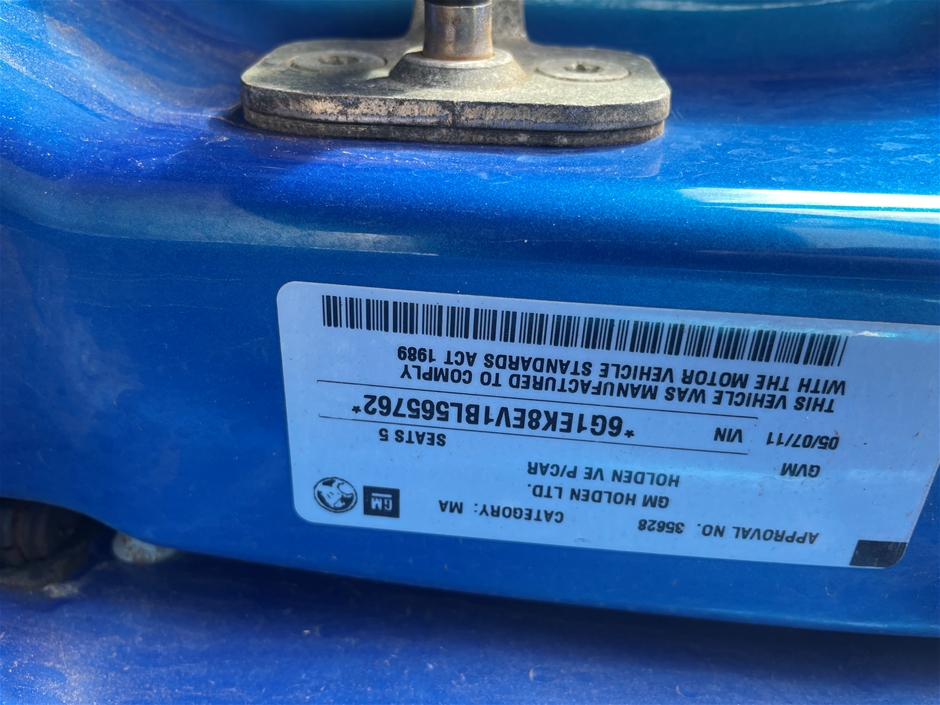 APPROVAL NO. 35628 CATEGORY: MA
GM HOLDEN LTD. GM
HOLDEN VE P/CAR
GVM SEATS 5
05/07/11 VIN *6G1EK8EV1BL565762*
THIS VEHICLE WAS MANUFACTURED TO COMPLY
WITH THE MOTOR VEHICLE STANDARDS ACT 1989